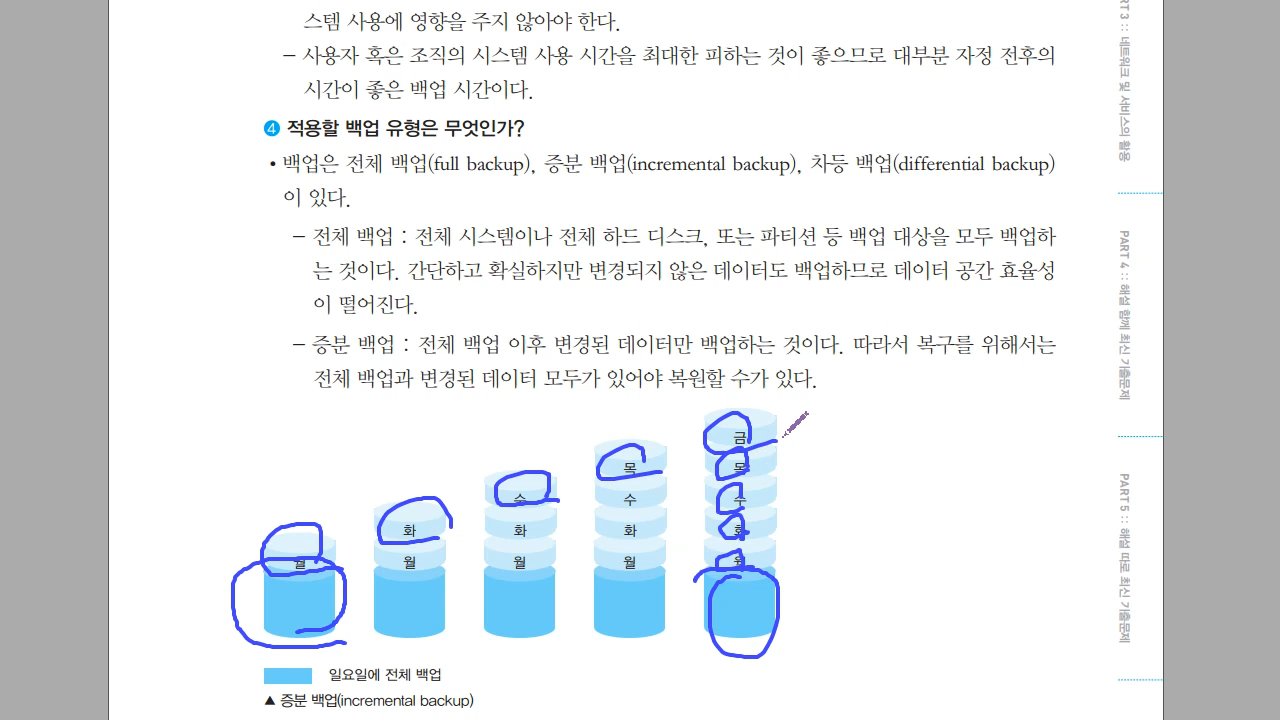 스템 사용에 영향을 주지 않아야 한다.
– 사용자 혹은 조직의 시스템 사용 시간을 최대한 피하는 것이 좋으므로 대부분 자정 전후의
시간이 좋은 백업 시간이다.
❹ 적용할 백업 유형은 무엇인가?
• 백업은 전체 백업(full backup), 증분 백업(incremental backup), 차등 백업(differential backup)
이 있다.
– 전체 백업 : 전체 시스템이나 전체 하드 디스크, 또는 파티션 등 백업 대상을 모두 백업하
는 것이다. 간단하고 확실하지만 변경되지 않은 데이터도 백업하므로 데이터 공간 효율성
이 떨어진다.
– 증분 백업 : 전체 백업 이후 변경된 데이터만 백업하는 것이다. 따라서 복구를 위해서는
전체 백업과 변경된 데이터 모두가 있어야 복원할 수가 있다.
금
목 목
수 수 수
화 화 화 화
월 월 월 월 월
일요일에 전체 백업
▲ 증분 백업(incremental backup)
RT 3 :: 네트워크 및 서비스의 활용
PART 4 :: 해설 함께 최신 기출문제
PART 5 :: 해설 따로 최신 기출문제